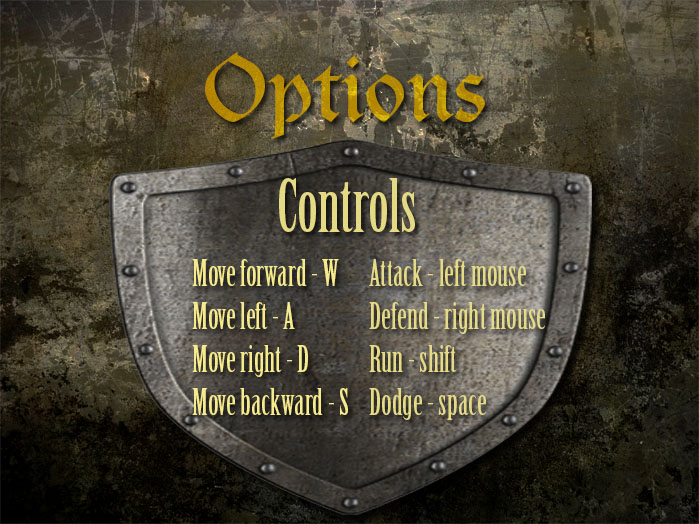 Options
Controls
Move forward - W
Move left - A
Move right - D
Move backward - S
Attack - left mouse
Defend - right mouse
Run - shift
Dodge - space